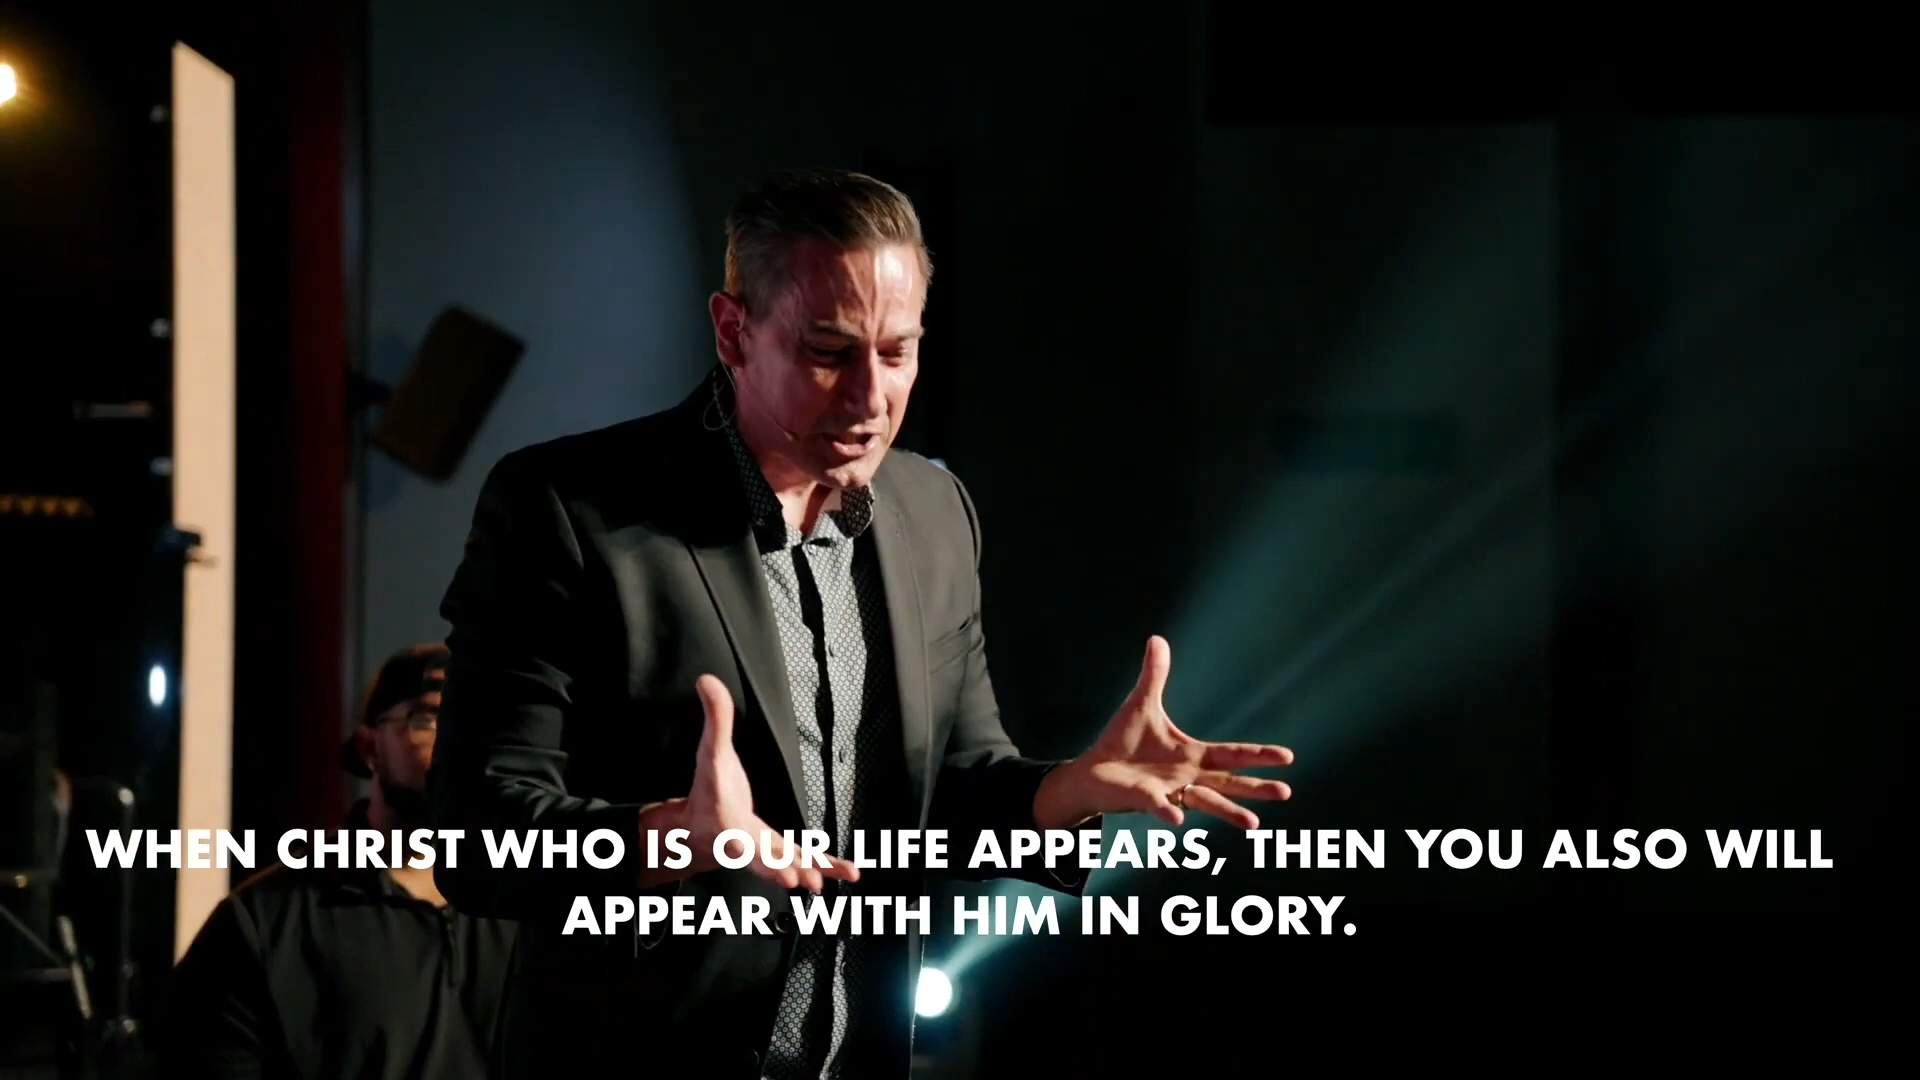 WHEN CHRIST WHO IS OUR LIFE APPEARS, THEN YOU ALSO WILL
APPEAR WITH HIM IN GLORY.